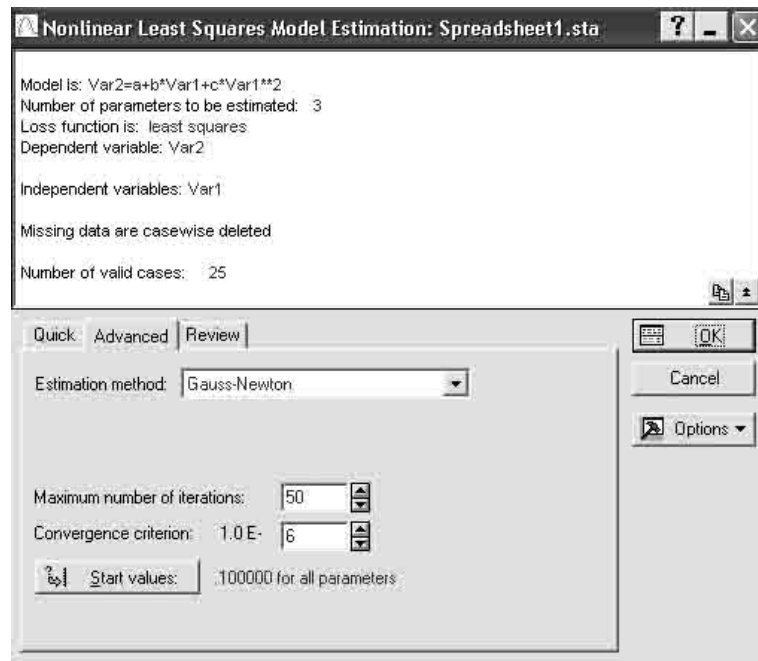 Nonlinear Least Squares Model Estimation: Spreadsheet1.sta
Model is: Var2=a+b*Var1+c*Var1**2
Number of parameters to be estimated: 3
Loss function is: least squares
Dependent variable: Var2
Independent variables: Var1
Missing data are casewise deleted
Number of valid cases: 25
Quick Advanced Review
OK
Cancel
Options
Estimation method: Gauss-Newton
Maximum number of iterations: 50
Convergence criterion: 1.0 E- 6
Start values: .100000 for all parameters